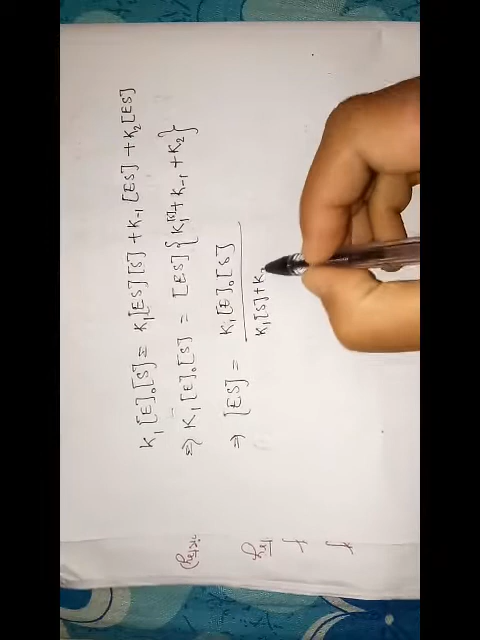 K₁[E]₀[S] = K₁[ES][S] + K₋₁[ES] + K₂[ES]
⇒ K₁[E]₀[S] = [ES]{K₁[S] + K₋₁ + K₂}
⇒ [ES] = K₁[E]₀[S]
K₁[S] + K